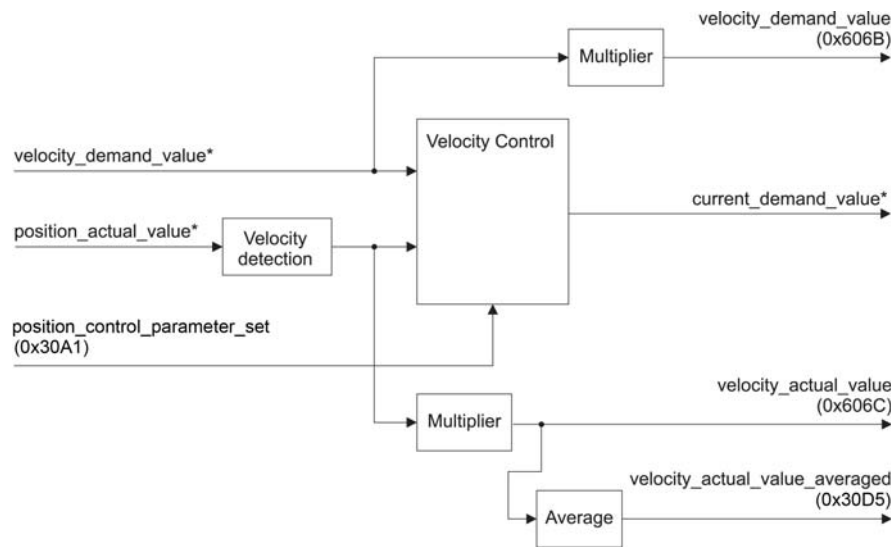 velocity_demand_value
(0x606B)
Multiplier
velocity_demand_value*
Velocity Control
current_demand_value*
position_actual_value*
Velocity
detection
position_control_parameter_set
(0x30A1)
velocity_actual_value
(0x606C)
Multiplier
velocity_actual_value_averaged
(0x30D5)
Average